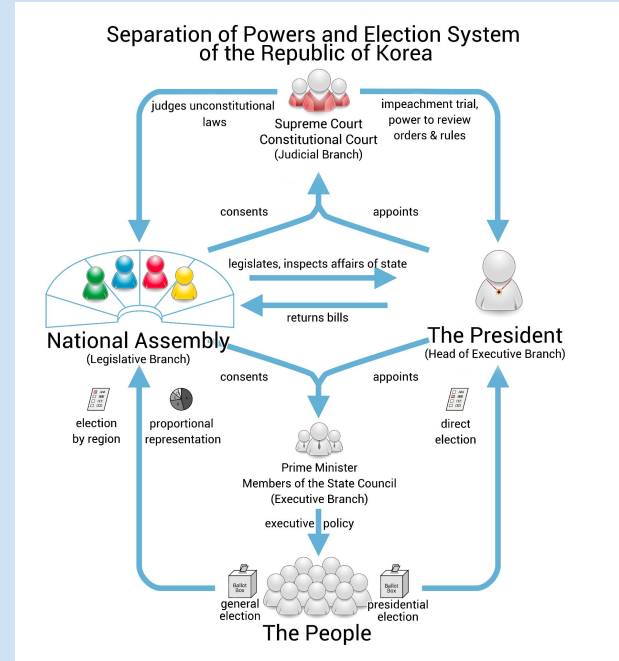 Separation of Powers and Election System
of the Republic of Korea
judges unconstitutional
laws
impeachment trial,
power to review
orders & rules
Supreme Court
Constitutional Court
(Judicial Branch)
consents
appoints
legislates, inspects affairs of state
returns bills
National Assembly
(Legislative Branch)
The President
(Head of Executive Branch)
consents
appoints
election
by region
proportional
representation
direct
election
Prime Minister
Members of the State Council
(Executive Branch)
executive policy
Ballot
Box
general
election
Ballot
Box
presidential
election
The People